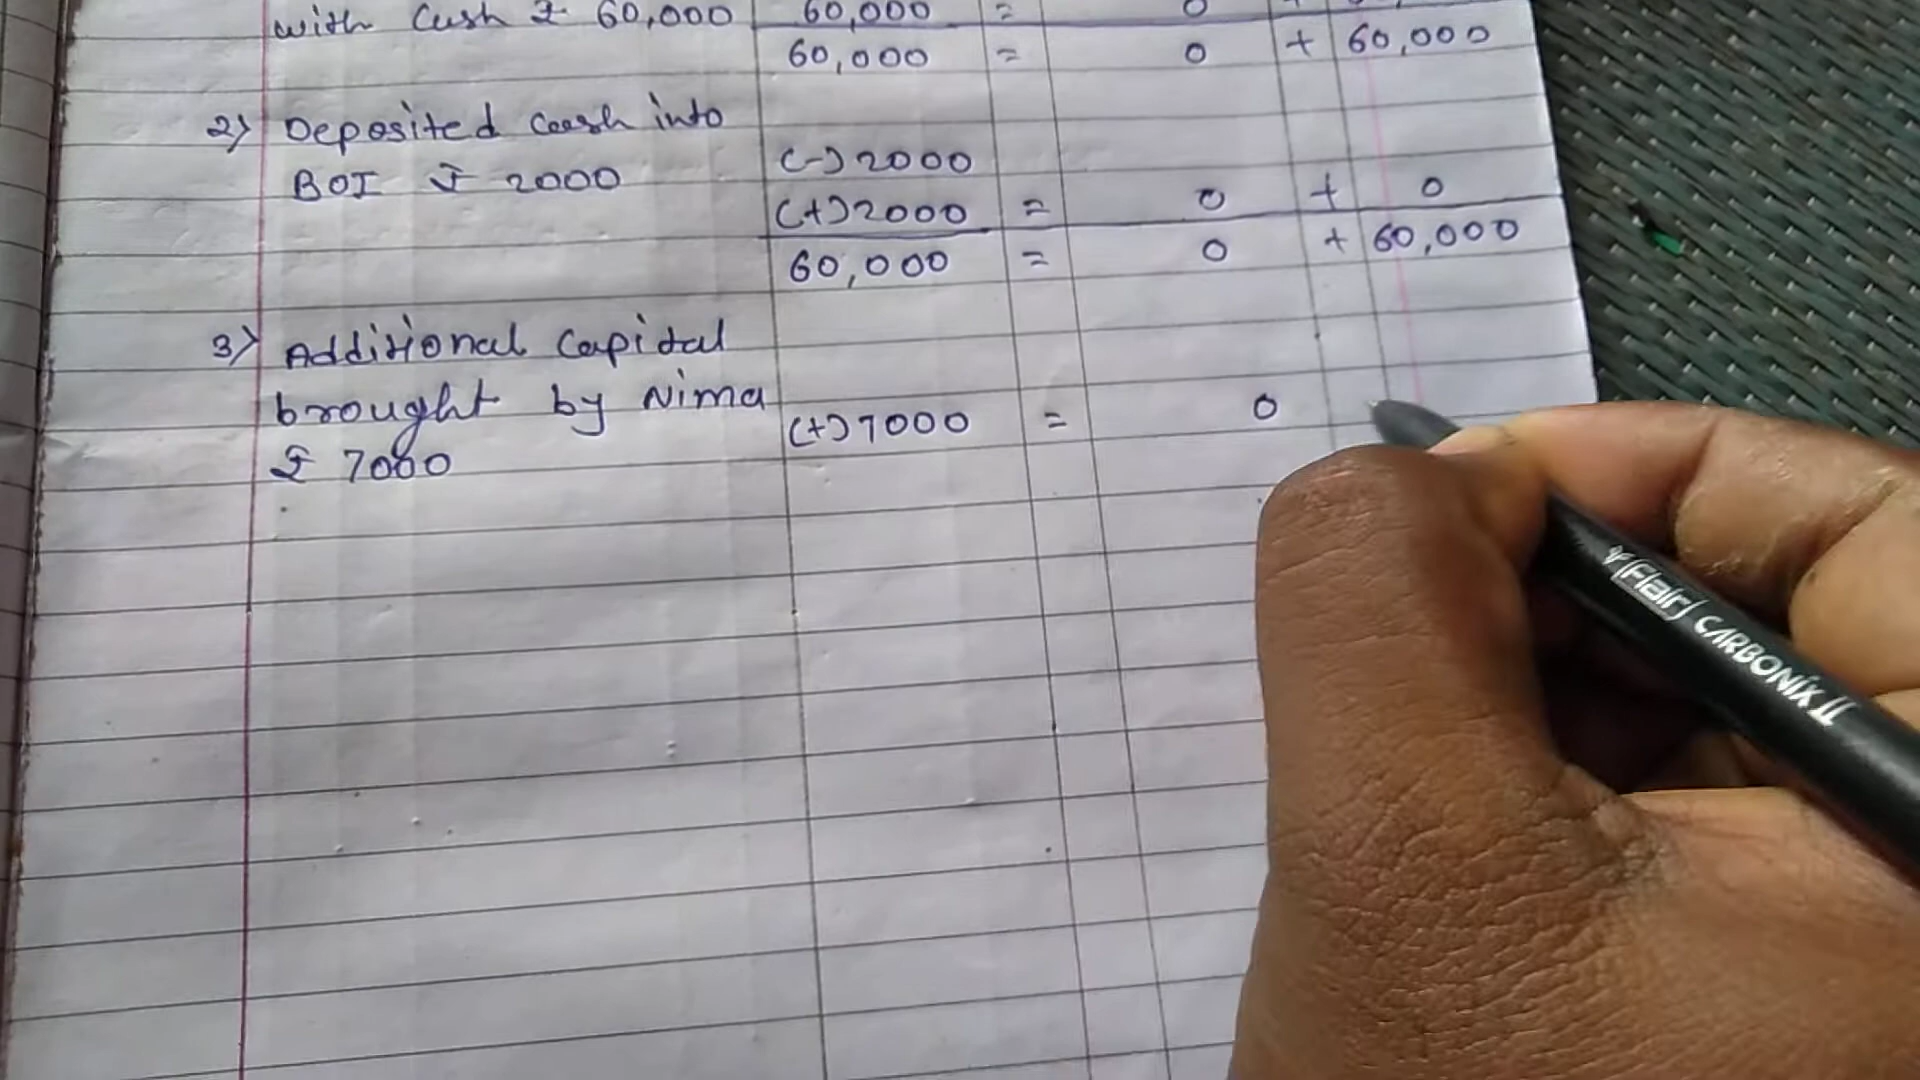 with Cash ₹ 60,000 60,000 = 0 +
60,000 = 0 + 60,000
2) Deposited Cash into
BOI ₹ 2000 (-) 2000
(+) 2000 = 0 + 0
60,000 = 0 + 60,000
3) Additional Capital
brought by Nima (+) 7000 = 0
₹ 7000
Flair CARBONIX II